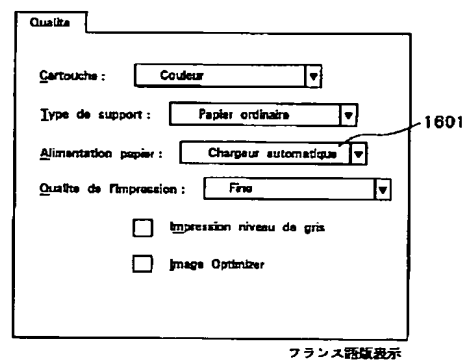 Qualite
Cartouche : Couleur
Type de support : Papier ordinaire
1601
Alimentation papier : Chargeur automatique
Qualite de l'Impression : Fine
Impression niveau de gris
Image Optimizer
フランス語版表示